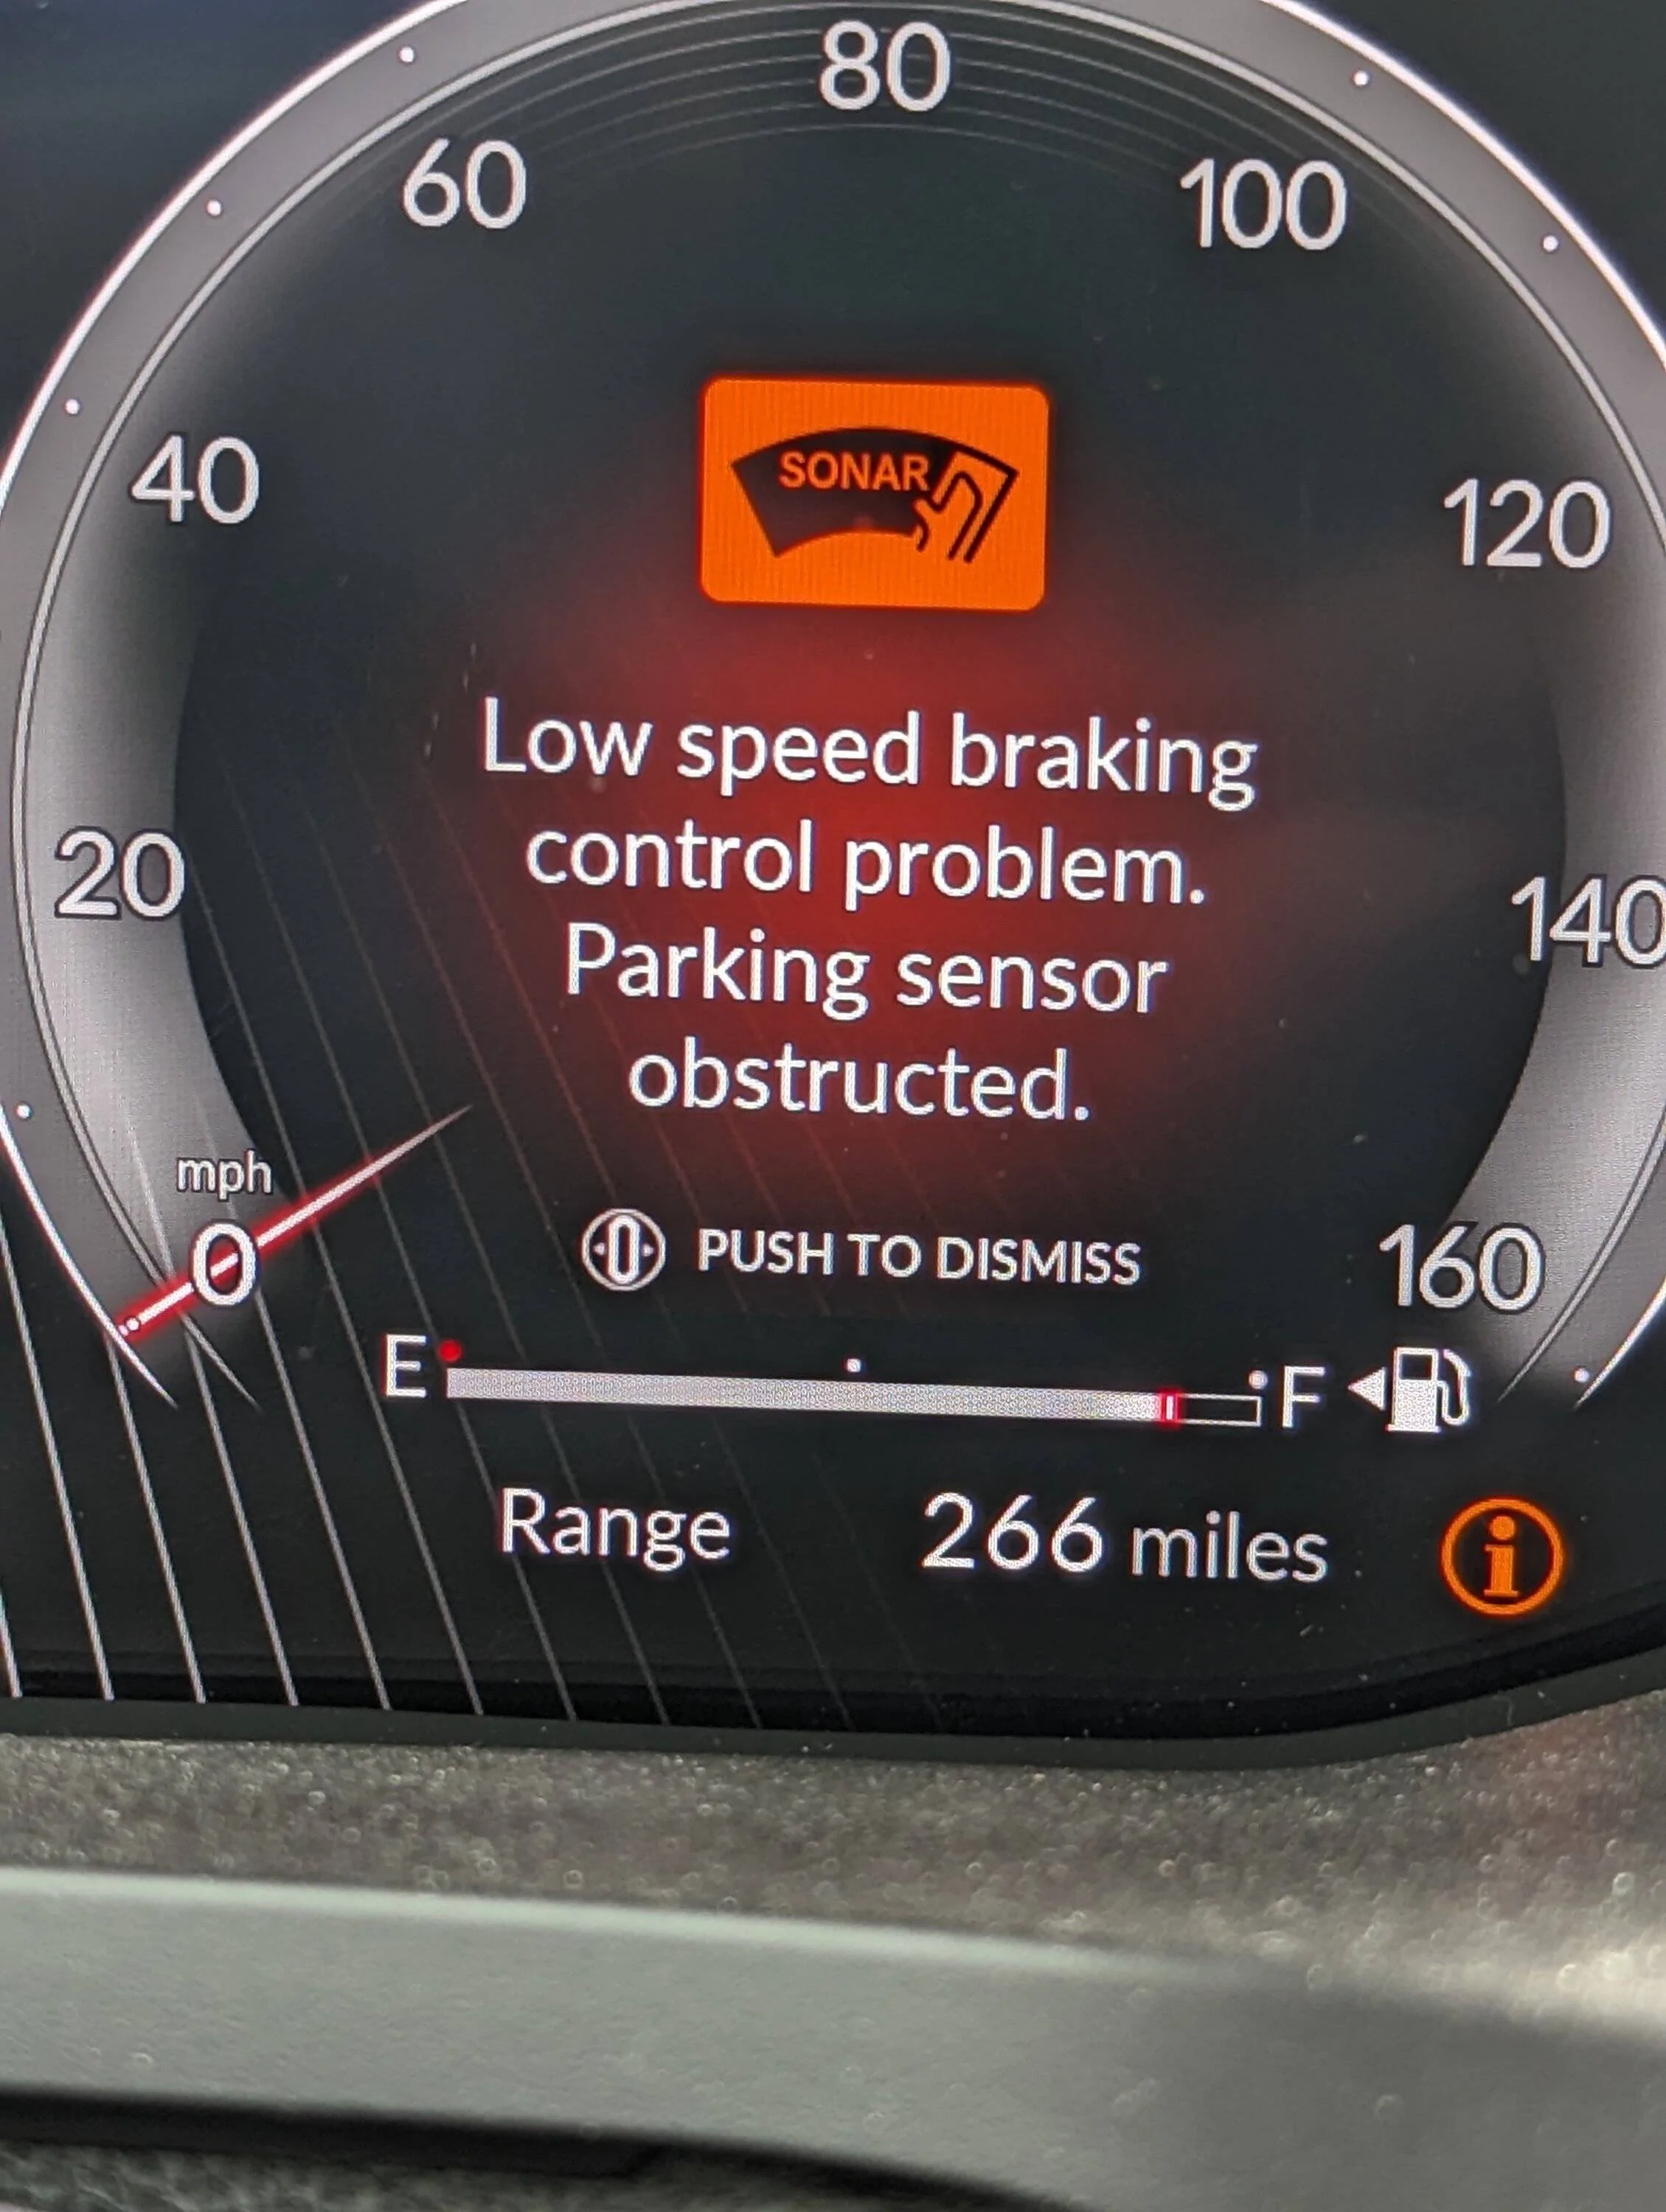 80
60
100
SONAR
40
120
Low speed braking
control problem.
20
140
Parking sensor
obstructed.
mph
0
PUSH TO DISMISS
160
E
F
Range 266 miles
i